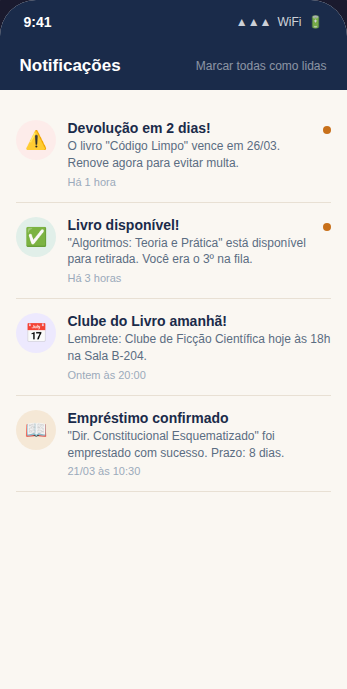 9:41
▲▲▲ WiFi 🔋
Notificações
Marcar todas como lidas
Devolução em 2 dias!
O livro "Código Limpo" vence em 26/03.
Renove agora para evitar multa.
Há 1 hora
Livro disponível!
"Algoritmos: Teoria e Prática" está disponível
para retirada. Você era o 3º na fila.
Há 3 horas
Clube do Livro amanhã!
Lembrete: Clube de Ficção Científica hoje às 18h
na Sala B-204.
Ontem às 20:00
Empréstimo confirmado
"Dir. Constitucional Esquematizado" foi
emprestado com sucesso. Prazo: 8 dias.
21/03 às 10:30